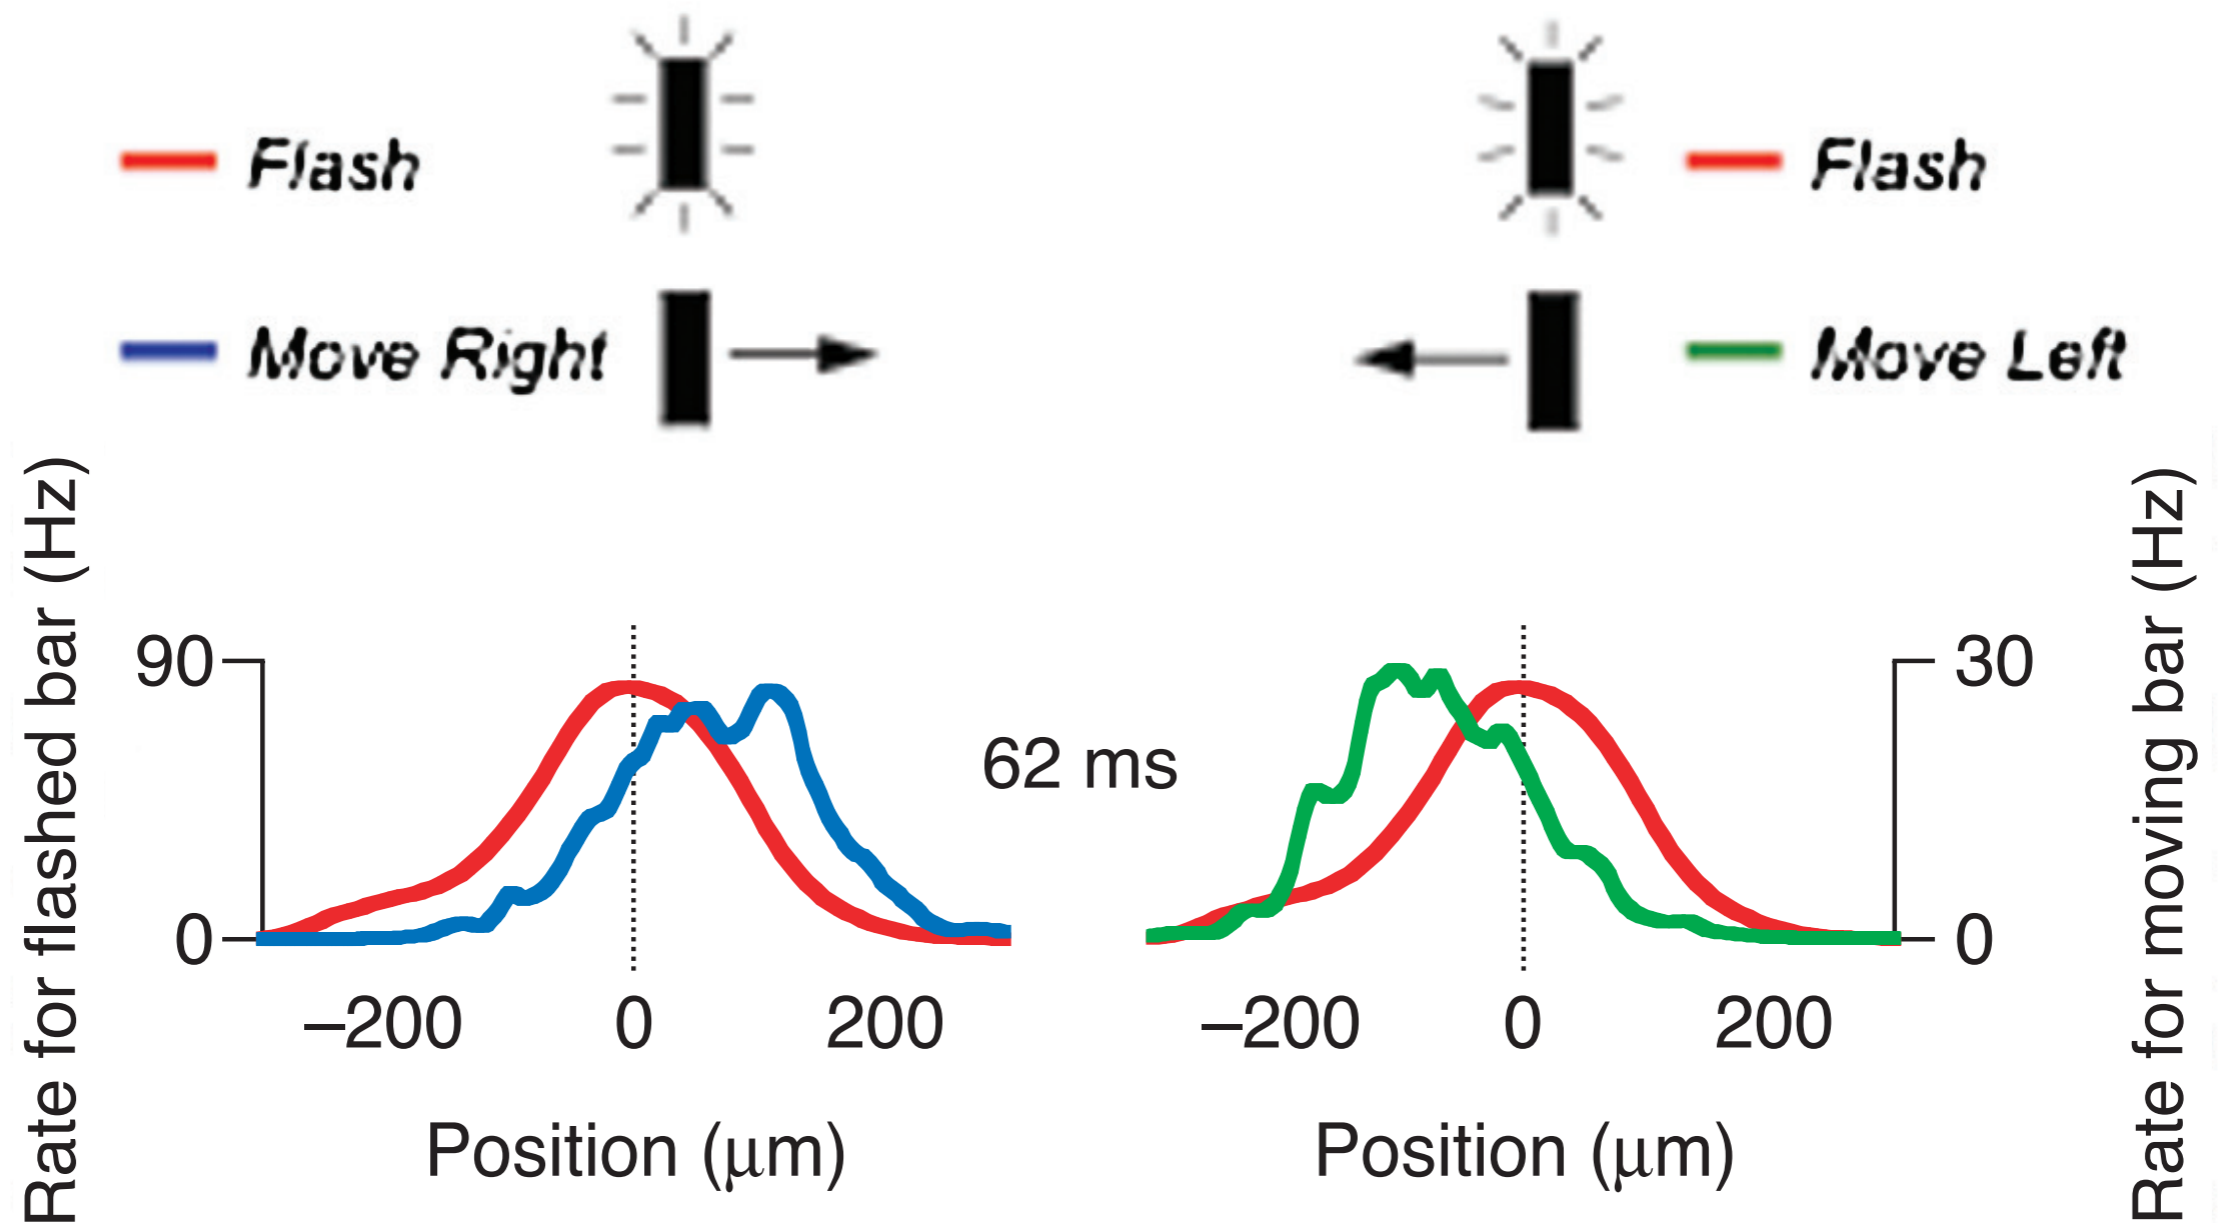 Flash
Move Right
Flash
Move Left
Rate for flashed bar (Hz)
90
0
–200 0 200
Position (μm)
62 ms
–200 0 200
Position (μm)
30
0
Rate for moving bar (Hz)